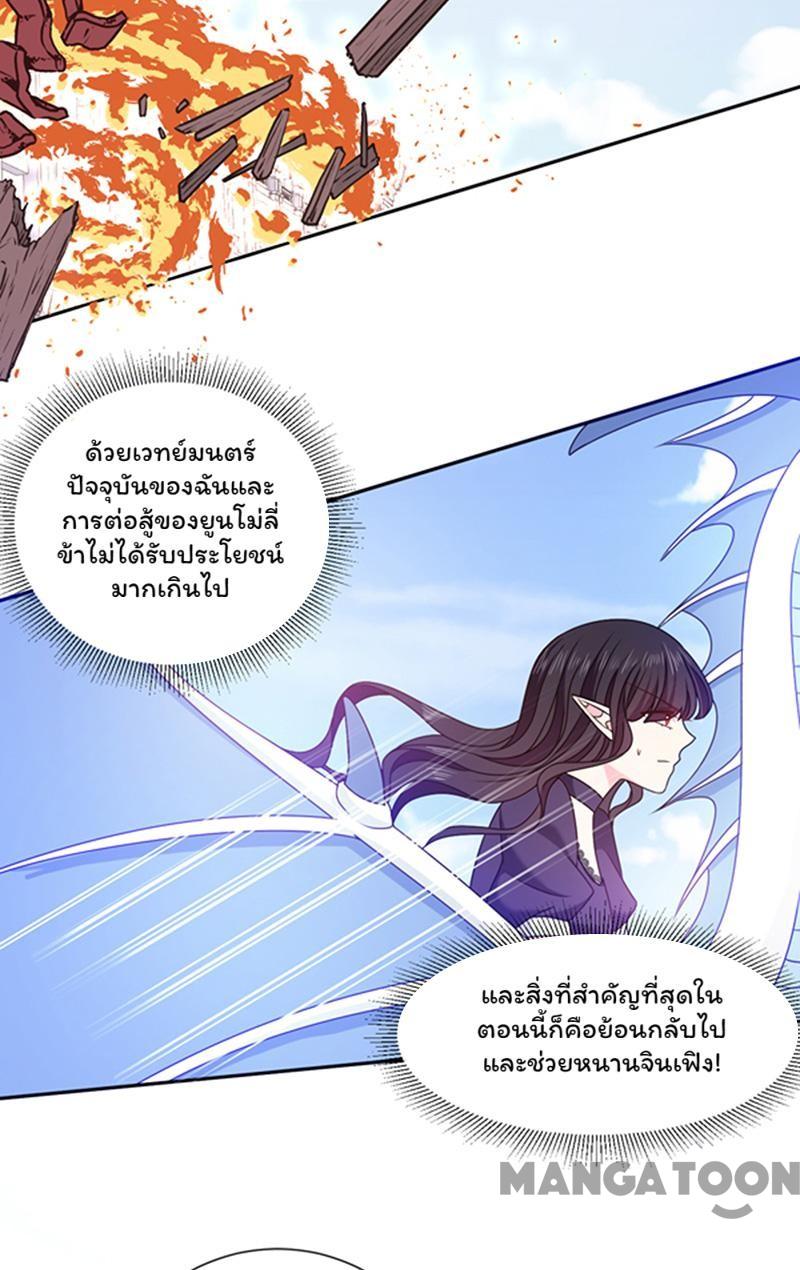 ด้วยเวทย์มนตร์
ปัจจุบันของฉันและ
การต่อสู้ของยูนโม่ลี่
ข้าไม่ได้รับประโยชน์
มากเกินไป
และสิ่งที่สำคัญที่สุดใน
ตอนนี้ก็คือย้อนกลับไป
และช่วยหนานจินเฟิง!
MANGATOON